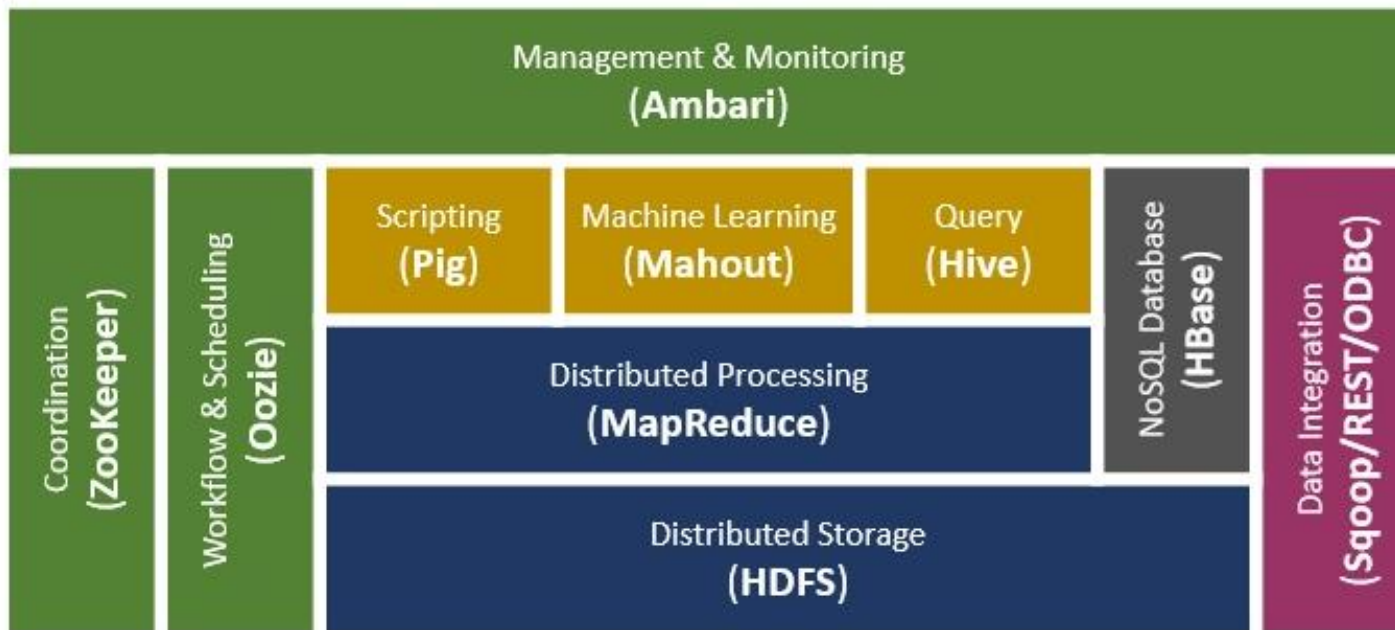 Management & Monitoring
(Ambari)
Coordination
(ZooKeeper)
Workflow & Scheduling
(Oozie)
Scripting
(Pig)
Machine Learning
(Mahout)
Query
(Hive)
NoSQL Database
(HBase)
Data Integration
(Sqoop/REST/ODBC)
Distributed Processing
(MapReduce)
Distributed Storage
(HDFS)